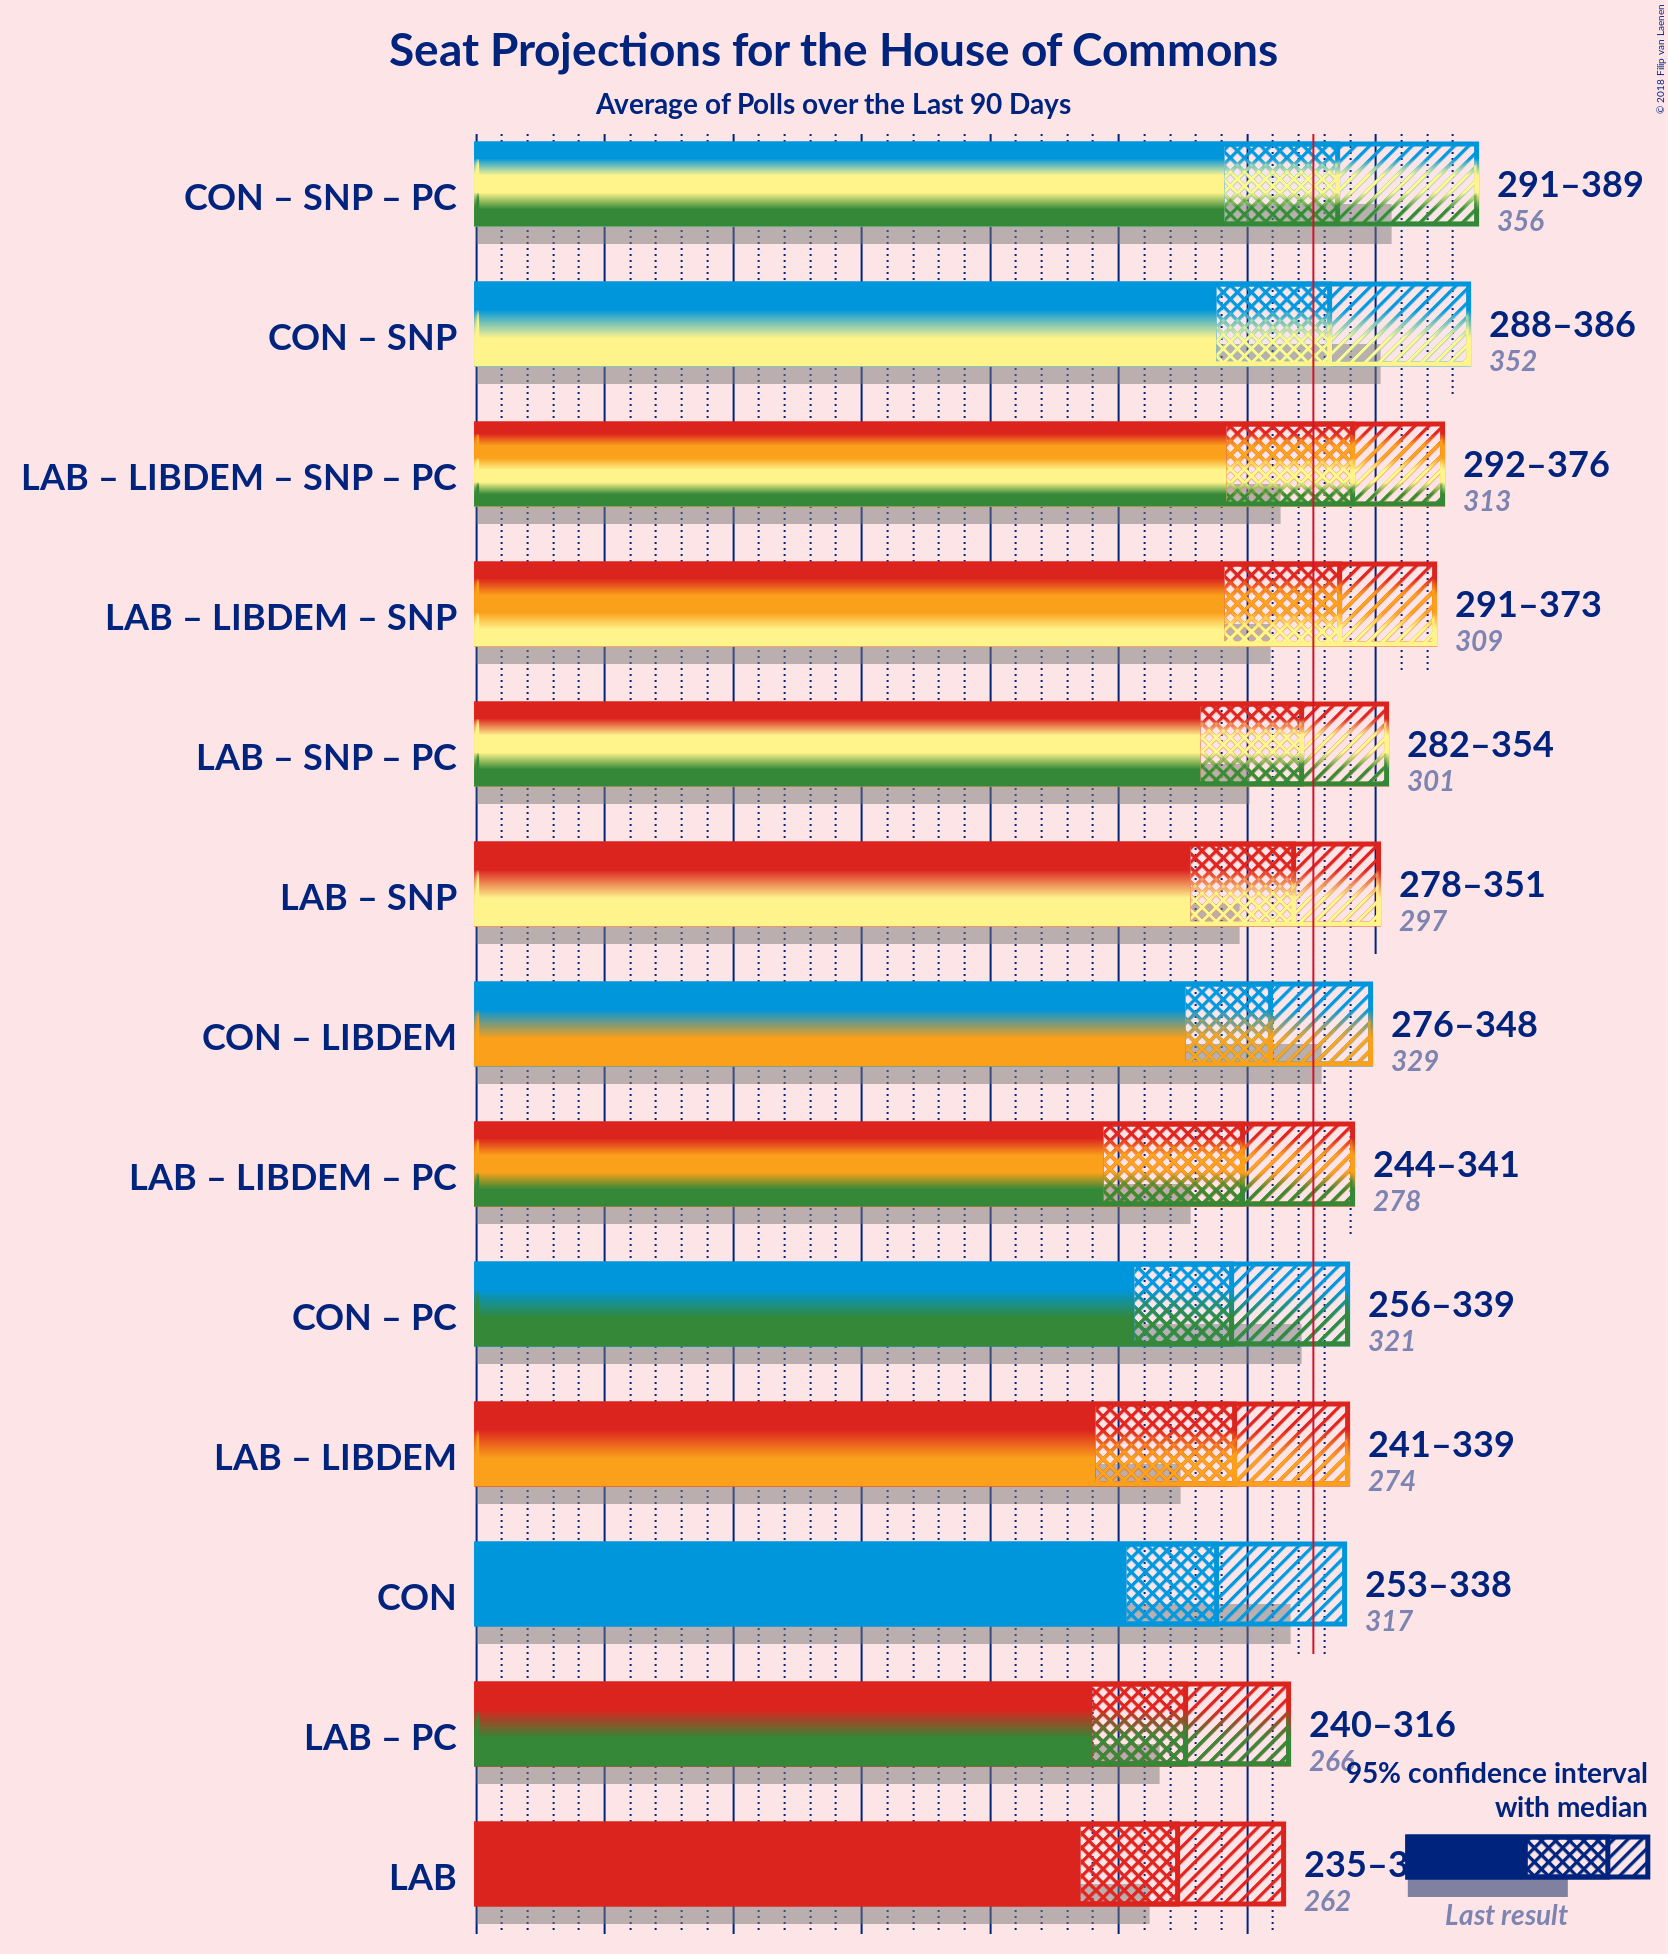 Seat Projections for the House of Commons
Average of Polls over the Last 90 Days
© 2018 Filip van Laenen
CON – SNP – PC
291–389
356
CON – SNP
288–386
352
LAB – LIBDEM – SNP – PC
292–376
313
LAB – LIBDEM – SNP
291–373
309
LAB – SNP – PC
282–354
301
LAB – SNP
278–351
297
CON – LIBDEM
276–348
329
LAB – LIBDEM – PC
244–341
278
CON – PC
256–339
321
LAB – LIBDEM
241–339
274
CON
253–338
317
LAB – PC
240–316
266
95% confidence interval
with median
LAB
235–3
262
Last result